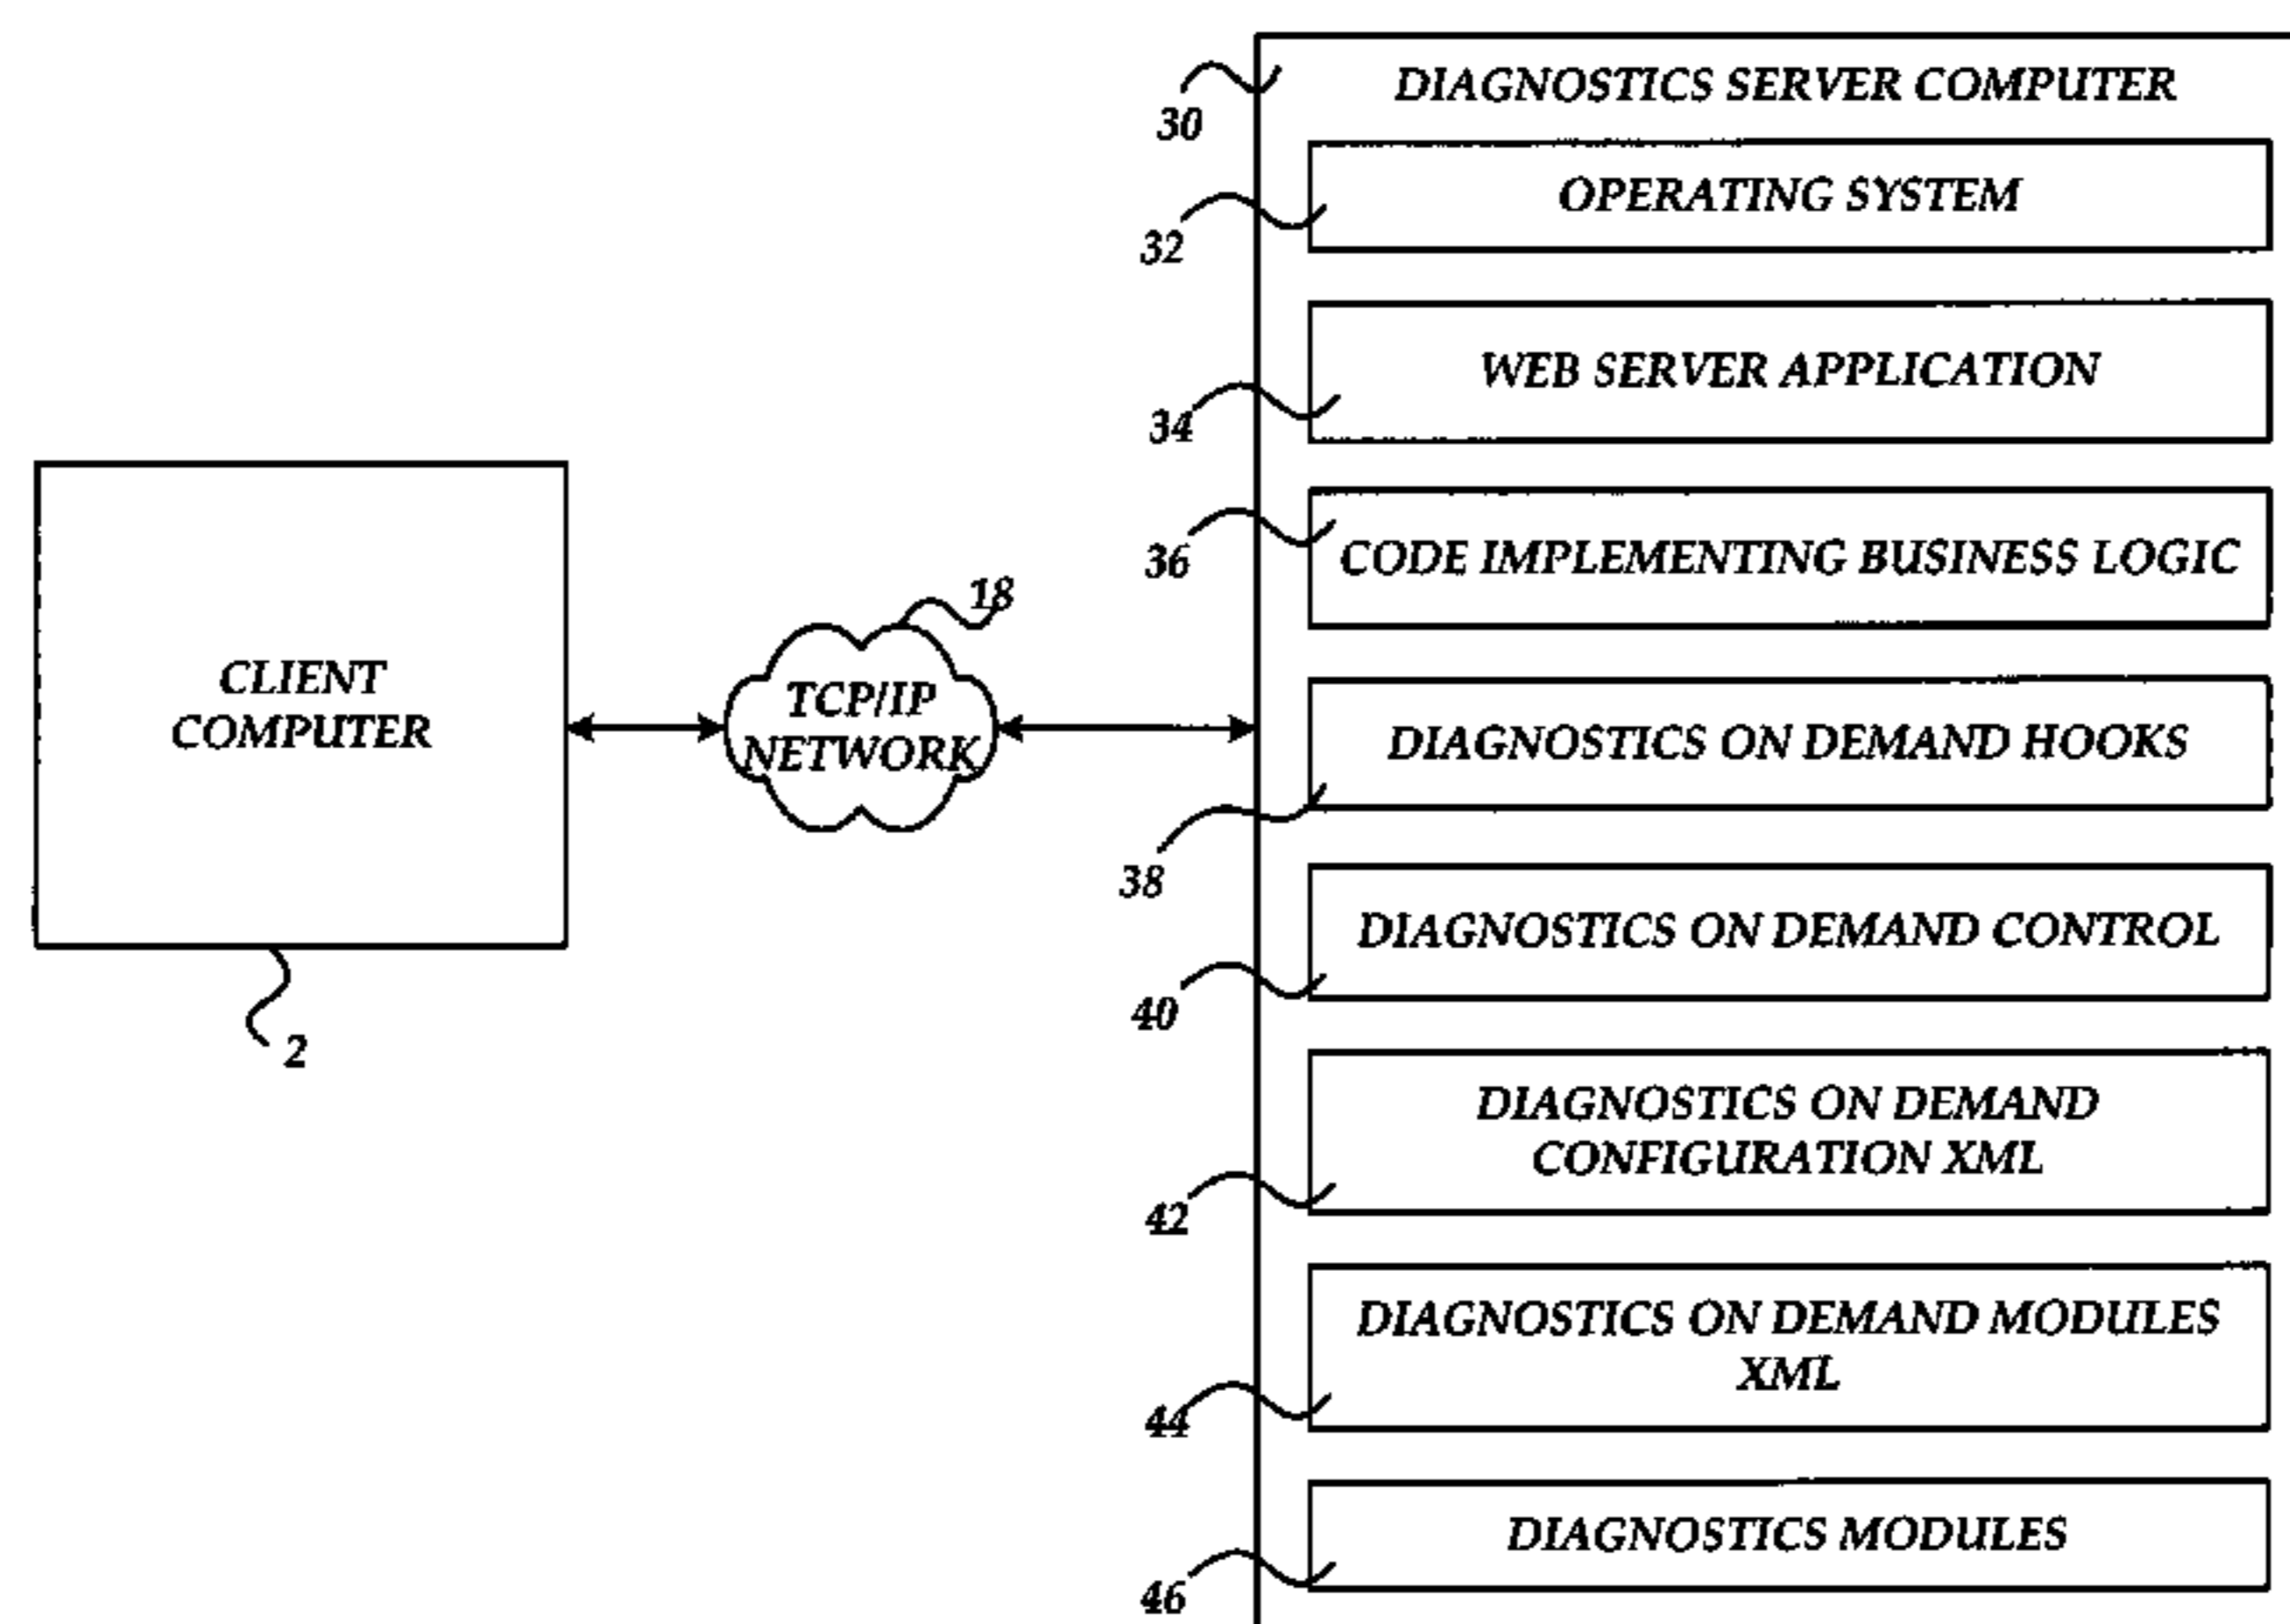 DIAGNOSTICS SERVER COMPUTER
30
OPERATING SYSTEM
32
WEB SERVER APPLICATION
34
CODE IMPLEMENTING BUSINESS LOGIC
36
18
CLIENT
COMPUTER
TCP/IP
NETWORK
DIAGNOSTICS ON DEMAND HOOKS
38
DIAGNOSTICS ON DEMAND CONTROL
40
2
DIAGNOSTICS ON DEMAND
CONFIGURATION XML
42
DIAGNOSTICS ON DEMAND MODULES
XML
44
DIAGNOSTICS MODULES
46